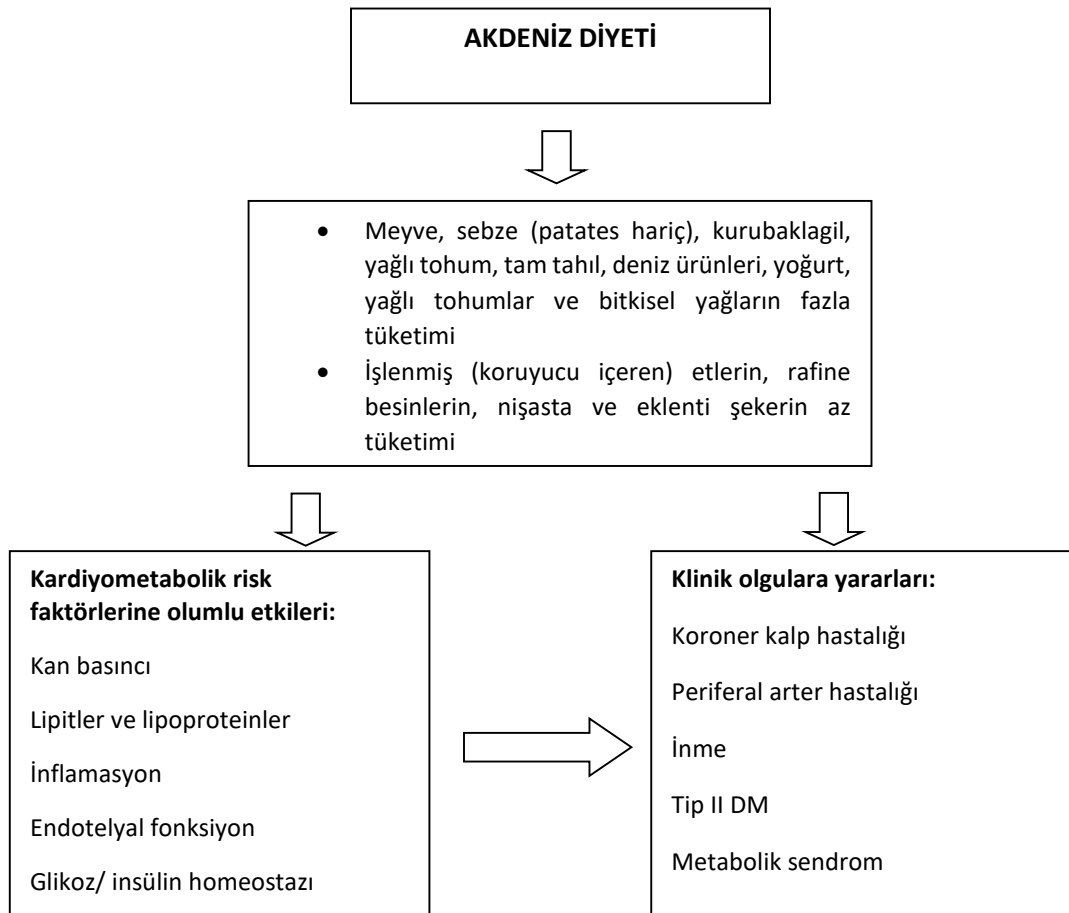 AKDENİZ DİYETİ
• Meyve, sebze (patates hariç), kurubaklagil,
yağlı tohum, tam tahıl, deniz ürünleri, yoğurt,
yağlı tohumlar ve bitkisel yağların fazla
tüketimi
• İşlenmiş (koruyucu içeren) etlerin, rafine
besinlerin, nişasta ve eklenti şekerin az
tüketimi
Kardiyometabolik risk
faktörlerine olumlu etkileri:
Kan basıncı
Lipitler ve lipoproteinler
İnflamasyon
Endotelyal fonksiyon
Glikoz/ insülin homeostazı
Klinik olgulara yararları:
Koroner kalp hastalığı
Periferal arter hastalığı
İnme
Tip II DM
Metabolik sendrom